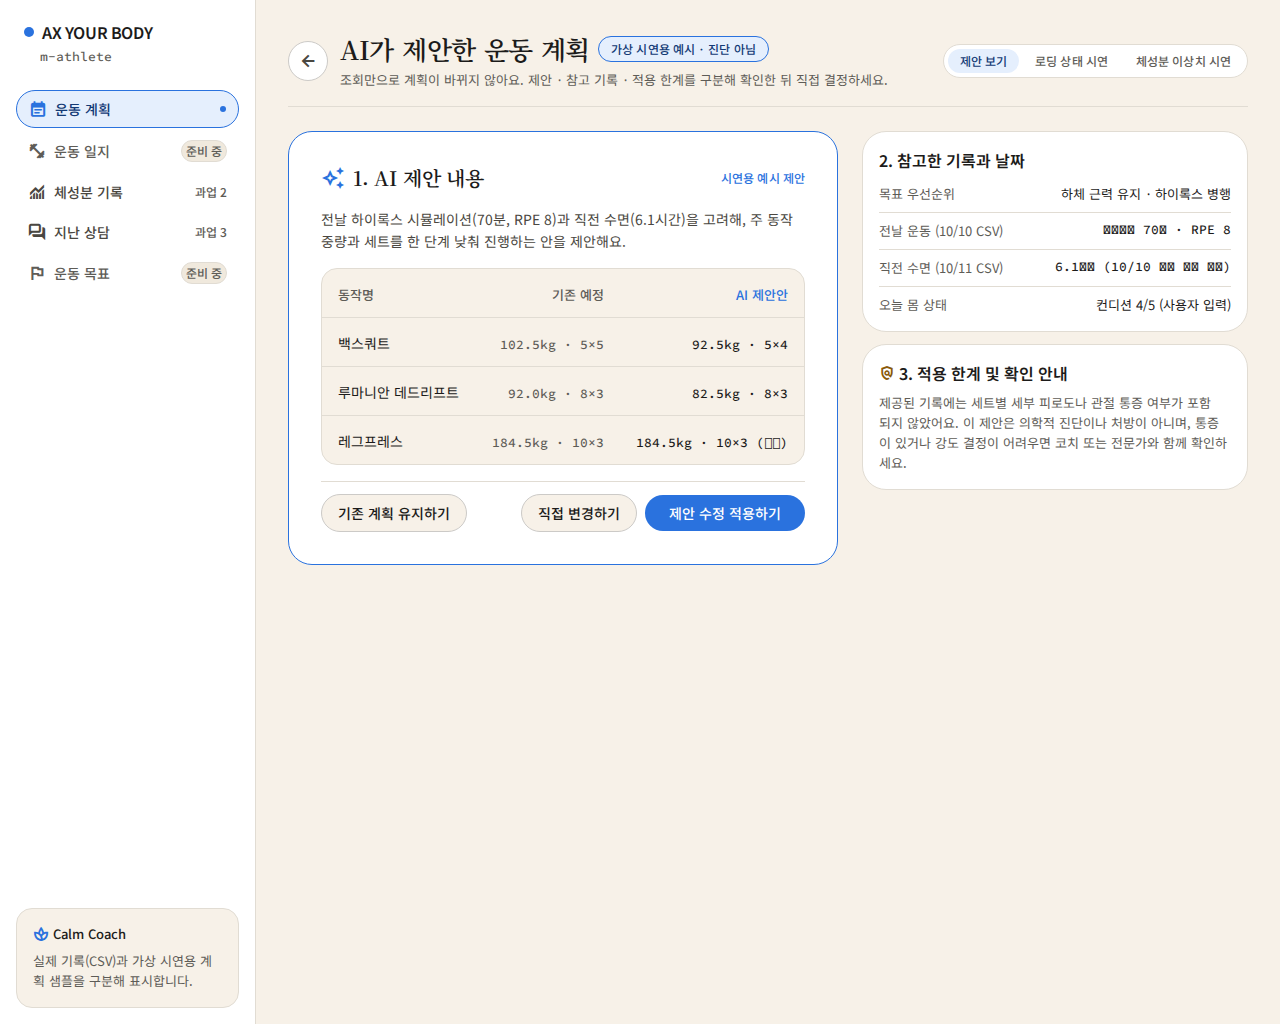 AX YOUR BODY
m-athlete
운동 계획
운동 일지
준비 중
체성분 기록
과업 2
지난 상담
과업 3
운동 목표
준비 중
Calm Coach
실제 기록(CSV)과 가상 시연용 계
획 샘플을 구분해 표시합니다.
AI가 제안한 운동 계획
가상 시연용 예시 · 진단 아님
조회만으로 계획이 바뀌지 않아요. 제안 · 참고 기록 · 적용 한계를 구분해 확인한 뒤 직접 결정하세요.
제안 보기
로딩 상태 시연
체성분 이상치 시연
1. AI 제안 내용
시연용 예시 제안
전날 하이록스 시뮬레이션(70분, RPE 8)과 직전 수면(6.1시간)을 고려해, 주 동작
중량과 세트를 한 단계 낮춰 진행하는 안을 제안해요.
동작명 기존 예정 AI 제안안
백스쿼트 102.5kg · 5×5 92.5kg · 5×4
루마니안 데드리프트 92.0kg · 8×3 82.5kg · 8×3
레그프레스 184.5kg · 10×3 184.5kg · 10×3
기존 계획 유지하기
직접 변경하기
제안 수정 적용하기
2. 참고한 기록과 날짜
목표 우선순위 하체 근력 유지 · 하이록스 병행
전날 운동 (10/10 CSV) 70 · RPE 8
직전 수면 (10/11 CSV) 6.1 (10/10
오늘 몸 상태 컨디션 4/5 (사용자 입력)
3. 적용 한계 및 확인 안내
제공된 기록에는 세트별 세부 피로도나 관절 통증 여부가 포함
되지 않았어요. 이 제안은 의학적 진단이나 처방이 아니며, 통증
이 있거나 강도 결정이 어려우면 코치 또는 전문가와 함께 확인하
세요.